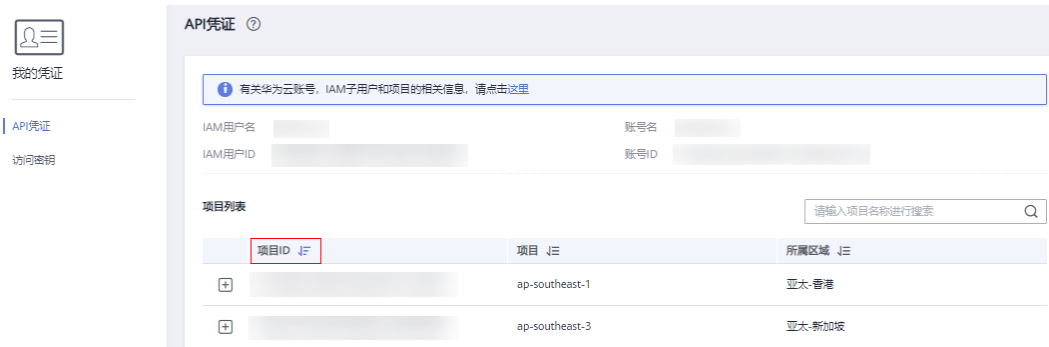 API凭证
我的凭证
有关华为云账号，IAM子用户和项目的相关信息，请点击这里
API凭证
访问密钥
IAM用户名
账号名
IAM用户ID
账号ID
项目列表
请输入项目名称进行搜索
项目ID 项目 所属区域
ap-southeast-1 亚太-香港
ap-southeast-3 亚太-新加坡